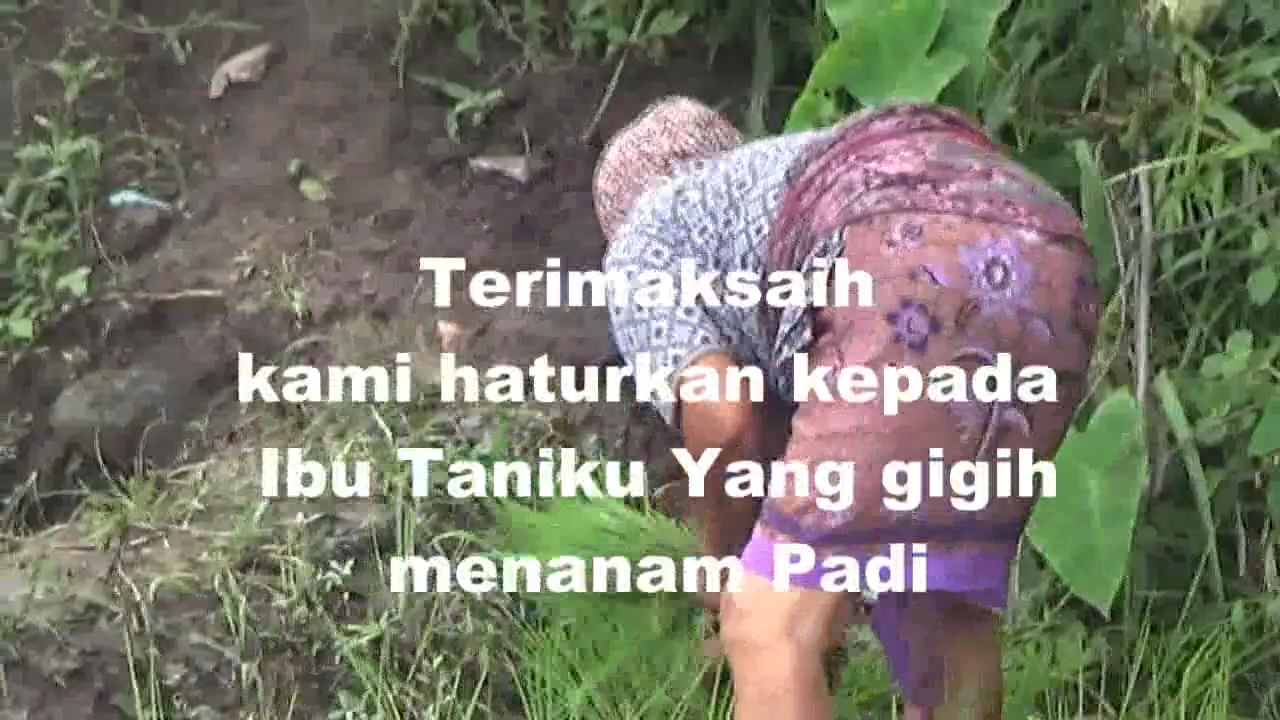 Terimaksaih
kami haturkan kepada
Ibu Taniku Yang gigih
menanam Padi